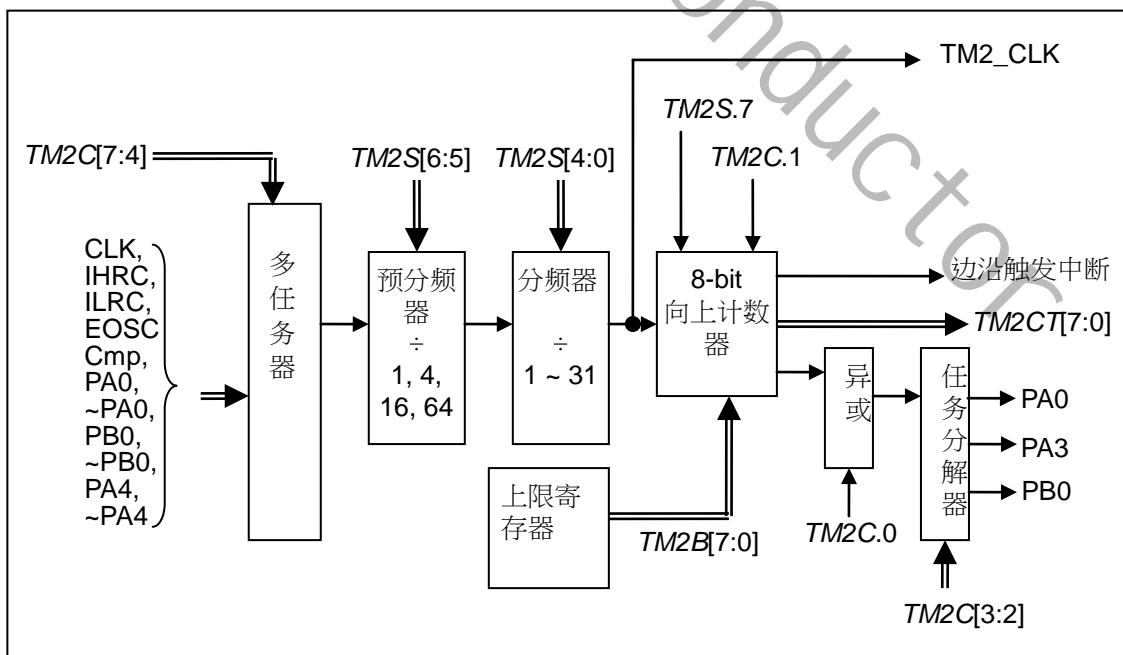 TM2_CLK
TM2S.7
TM2C[7:4]
TM2S[6:5]
TM2S[4:0]
TM2C.1
CLK,
IHRC,
ILRC,
EOSC
Cmp,
PA0,
~PA0,
PB0,
~PB0,
PA4,
~PA4
多任务器
预分频
器
÷
1, 4,
16, 64
分频器
÷
1 ~ 31
8-bit
向上计数
器
边沿触发中断
TM2CT[7:0]
异或
任务分解器
PA0
PA3
PB0
上限寄
存器
TM2B[7:0]
TM2C.0
TM2C[3:2]
onductor